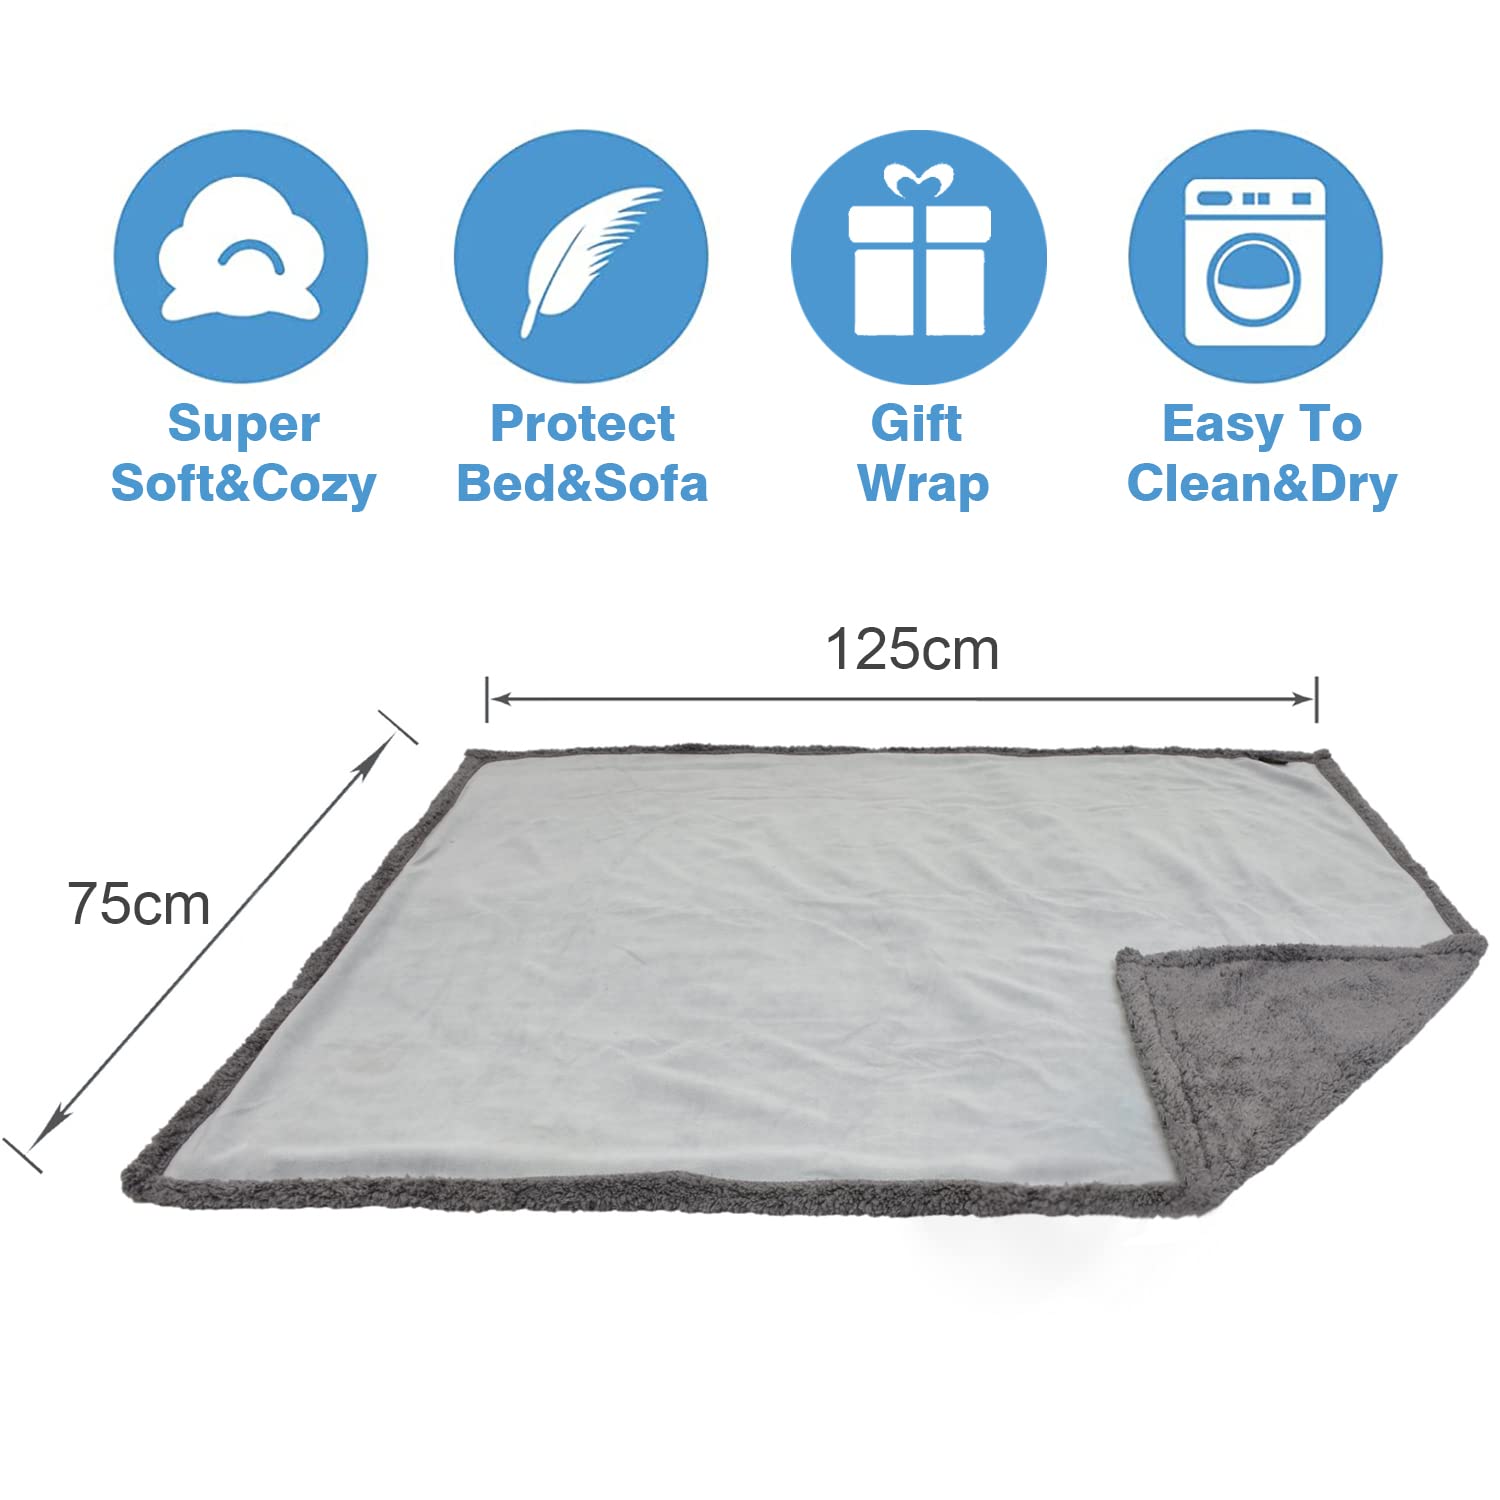 Super
Soft&Cozy
Protect
Bed&Sofa
Gift
Wrap
Easy To
Clean&Dry
125cm
75cm